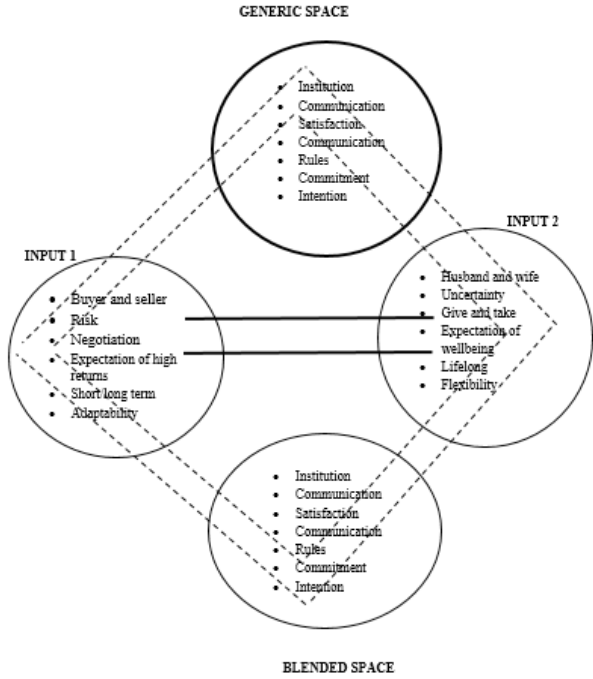 GENERIC SPACE
• Institution
• Communication
• Satisfaction
• Communication
• Rules
• Commitment
• Intention
INPUT 1
• Buyer and seller
• Risk
• Negotiation
• Expectation of high
returns
• Short/long term
• Adaptability
INPUT 2
• Husband and wife
• Uncertainty
• Give and take
• Expectation of
wellbeing
• Lifelong
• Flexibility
• Institution
• Communication
• Satisfaction
• Communication
• Rules
• Commitment
• Intention
BLENDED SPACE